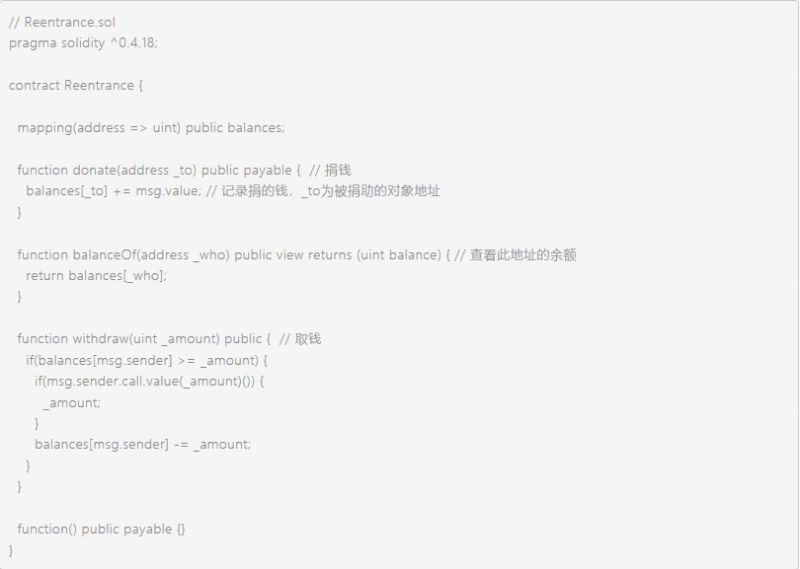 // Reentrance.sol
pragma solidity ^0.4.18;
contract Reentrance {
mapping(address => uint) public balances;
function donate(address _to) public payable {  // 捐钱
balances[_to] += msg.value; // 记录捐的钱，_to为被捐助的对象地址
}
function balanceOf(address _who) public view returns (uint balance) { // 查看此地址的余额
return balances[_who];
}
function withdraw(uint _amount) public {  // 取钱
if(balances[msg.sender] >= _amount) {
if(msg.sender.call.value(_amount)()) {
_amount;
}
balances[msg.sender] -= _amount;
}
}
function() public payable {}
}